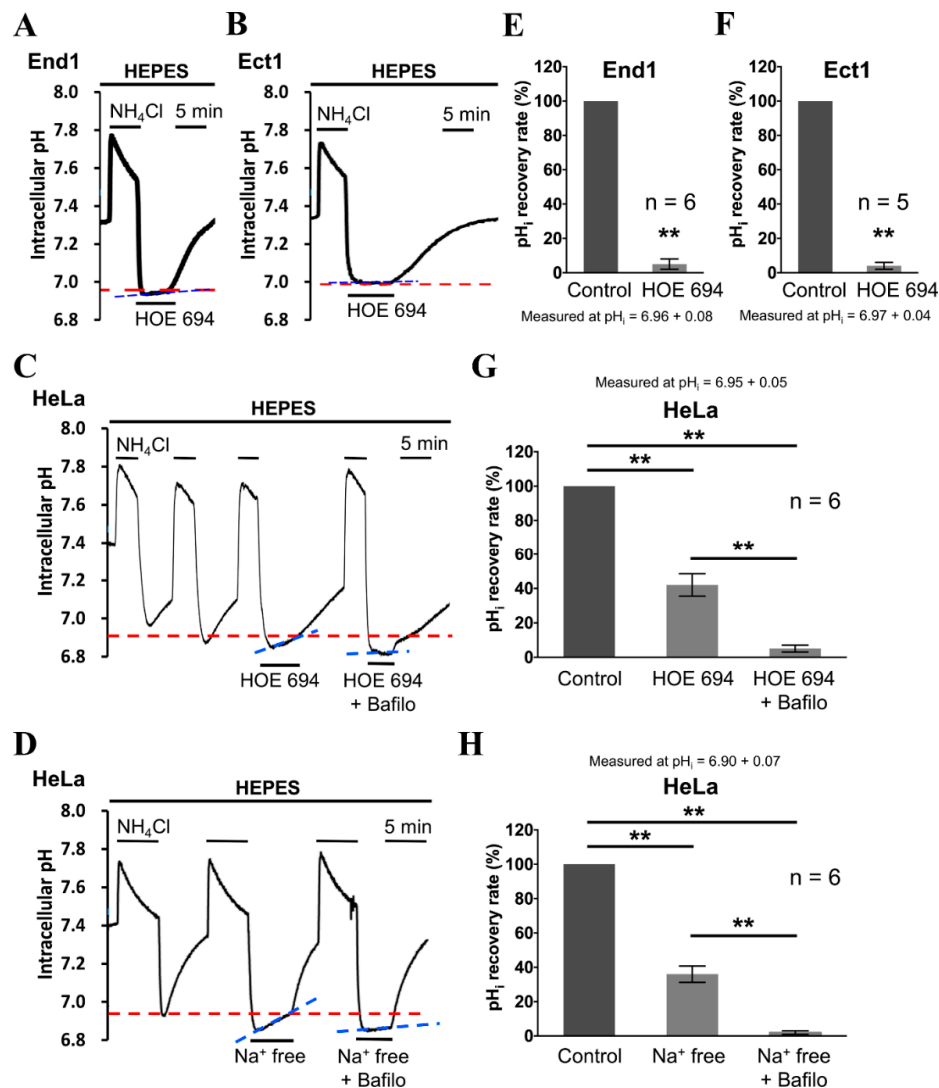 A
End1
HEPES
NH₄Cl
5 min
Intracellular pH
8.0
7.8
7.6
7.4
7.2
7.0
6.8
HOE 694
B
Ect1
HEPES
NH₄Cl
5 min
Intracellular pH
8.0
7.8
7.6
7.4
7.2
7.0
6.8
HOE 694
E
End1
pHᵢ recovery rate (%)
120
100
80
60
40
20
0
n = 6
**
Control
HOE 694
Measured at pHᵢ = 6.96 + 0.08
F
Ect1
pHᵢ recovery rate (%)
120
100
80
60
40
20
0
n = 5
**
Control
HOE 694
Measured at pHᵢ = 6.97 + 0.04
C
HeLa
HEPES
NH₄Cl
5 min
Intracellular pH
8.0
7.8
7.6
7.4
7.2
7.0
6.8
HOE 694
HOE 694
+ Bafilo
G
Measured at pHᵢ = 6.95 + 0.05
HeLa
pHᵢ recovery rate (%)
120
100
80
60
40
20
0
**
**
**
n = 6
Control
HOE 694
HOE 694
+ Bafilo
D
HeLa
HEPES
NH₄Cl
5 min
Intracellular pH
8.0
7.8
7.6
7.4
7.2
7.0
6.8
Na⁺ free
Na⁺ free
+ Bafilo
H
Measured at pHᵢ = 6.90 + 0.07
HeLa
pHᵢ recovery rate (%)
120
100
80
60
40
20
0
**
**
**
n = 6
Control
Na⁺ free
Na⁺ free
+ Bafilo